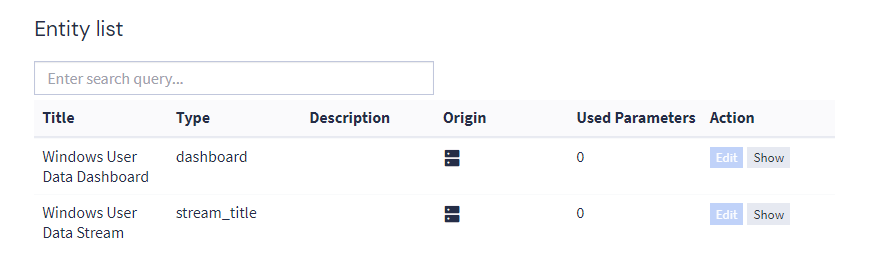 Entity list
Enter search query...
Title Type Description Origin Used Parameters Action
Windows User dashboard 0 Edit Show
Data Dashboard
Windows User stream_title 0 Edit Show
Data Stream